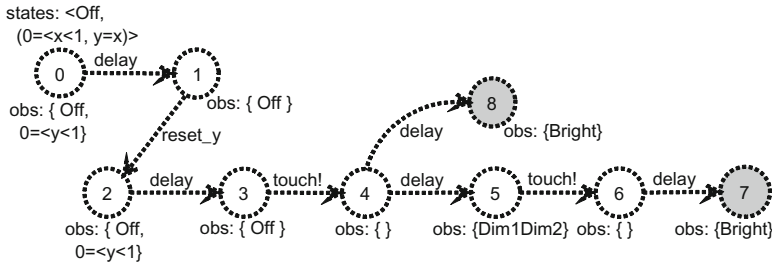 states: <Off,
(0=<x<1, y=x)>
delay
0
1
8
obs: { Off,
0=<y<1}
obs: { Off }
reset_y
delay
obs: {Bright}
2
delay
3
touch!
4
delay
5
touch!
6
delay
7
obs: { Off,
0=<y<1}
obs: { Off }
obs: { }
obs: {Dim1Dim2}
obs: { }
obs: {Bright}